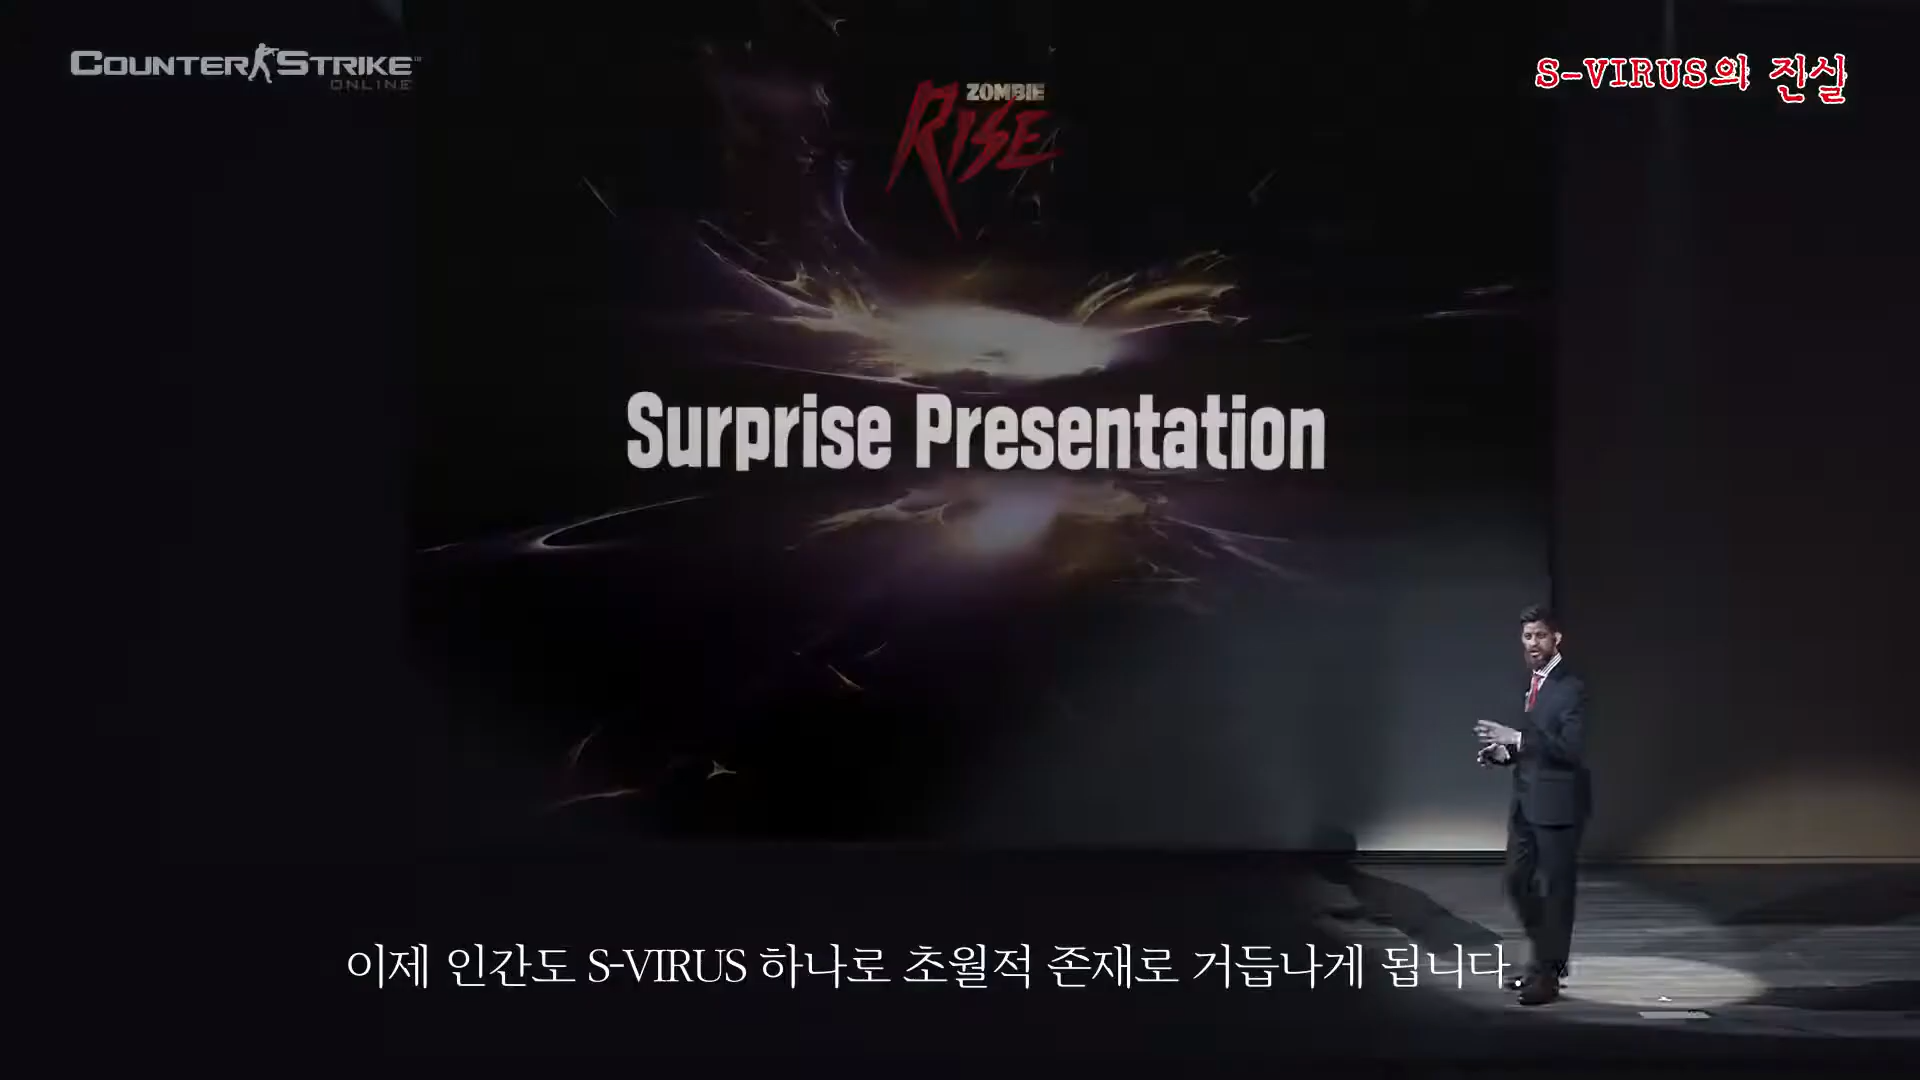 COUNTER STRIKE
ONLINE
S-VIRUS의 진실
ZOMBIE
RISE
Surprise Presentation
이제 인간도 S-VIRUS 하나로 초월적 존재로 거듭나게 됩니다.